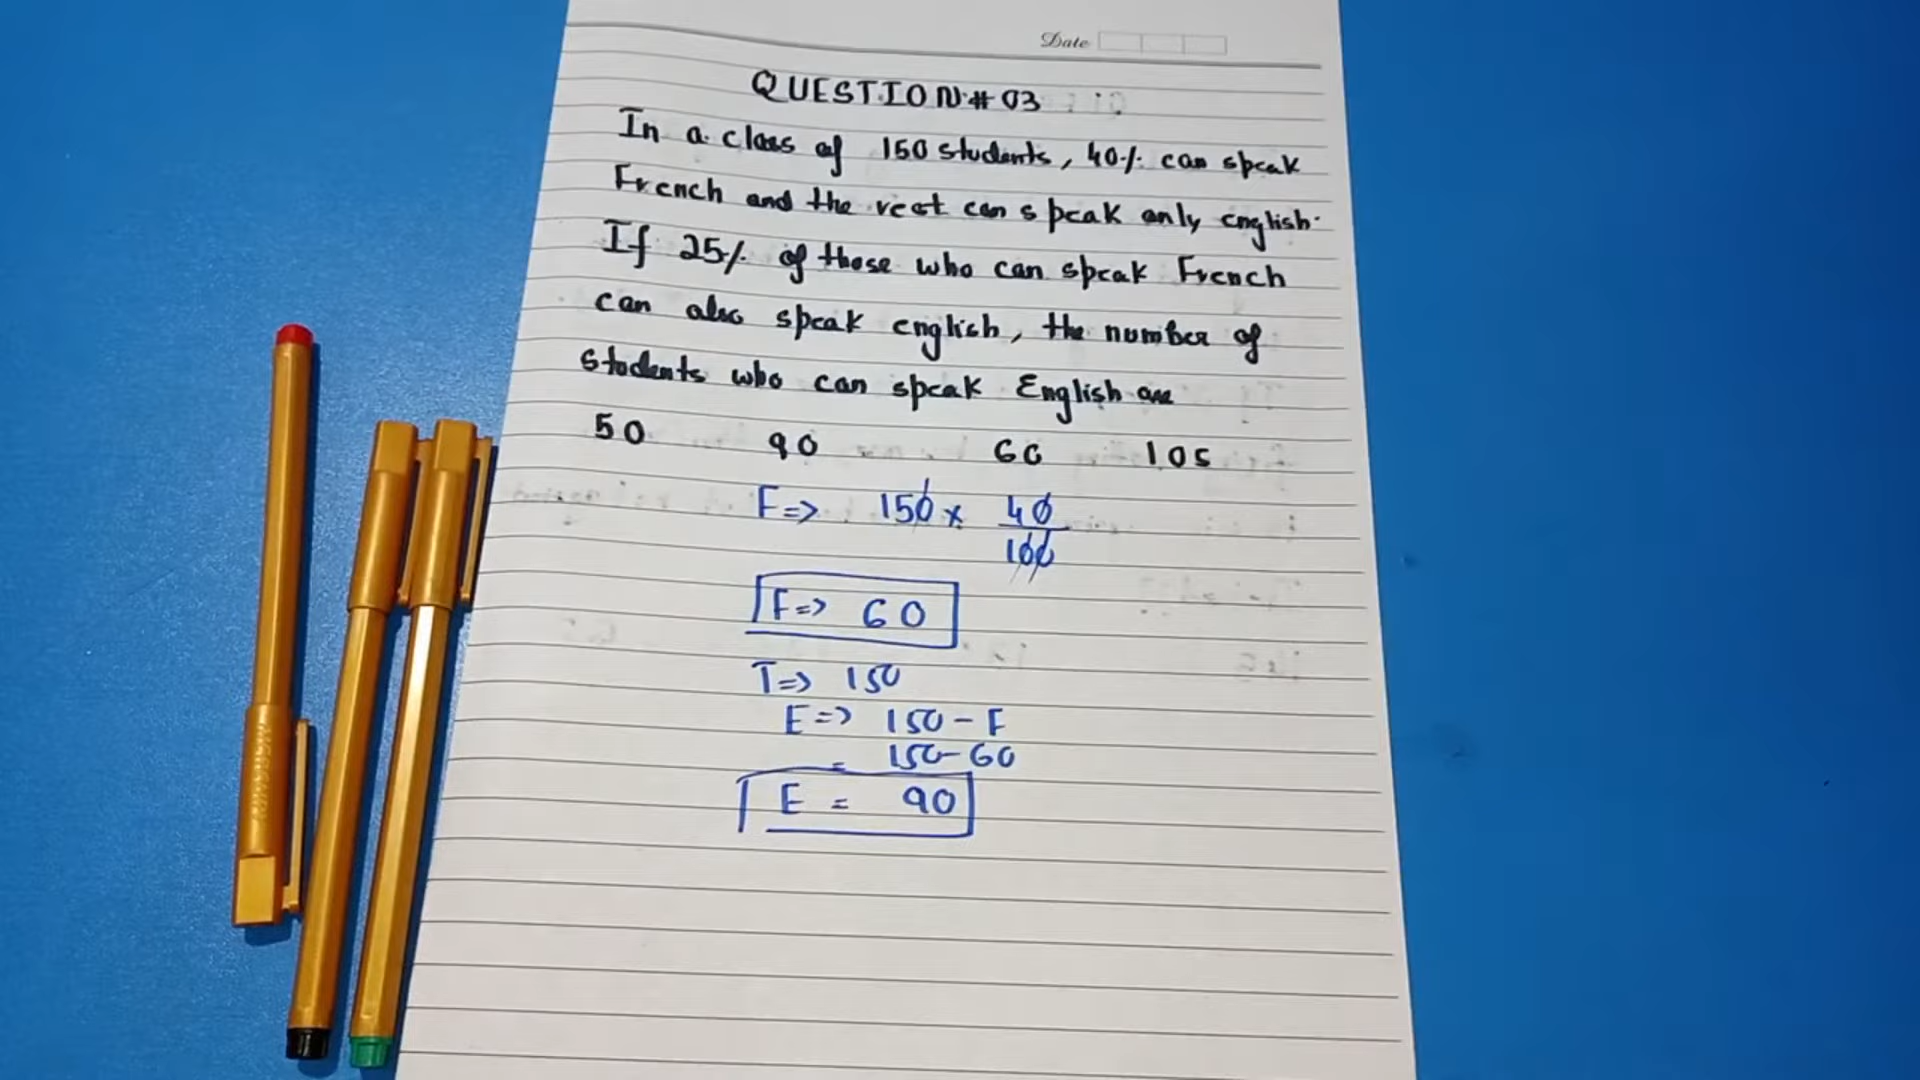 Date
QUESTION # 03
In a class of 150 students, 40% can speak
French and the rest can speak only english.
If 25% of those who can speak French
can also speak english, the number of
students who can speak English are
50 90 60 105
F=> 150 × 40/100
F=> 60
T=> 150
E=> 150 - F
= 150-60
E = 90